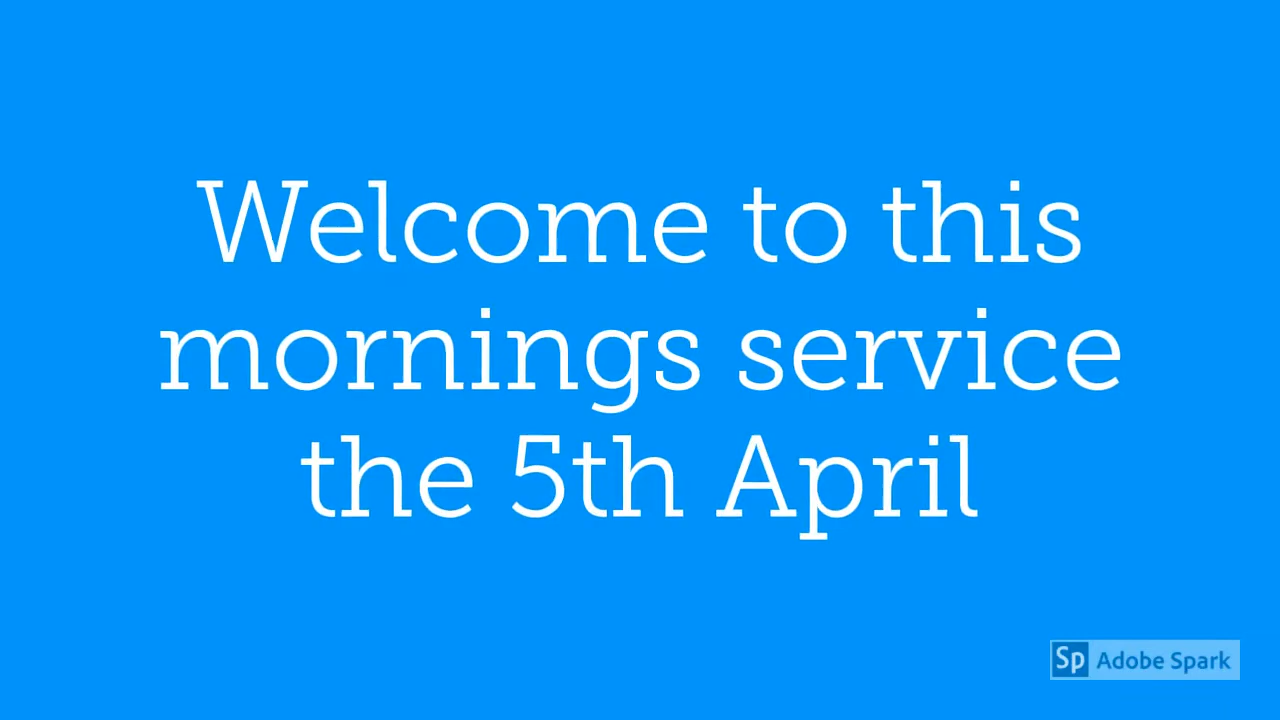 Welcome to this
mornings service
the 5th April
Sp Adobe Spark